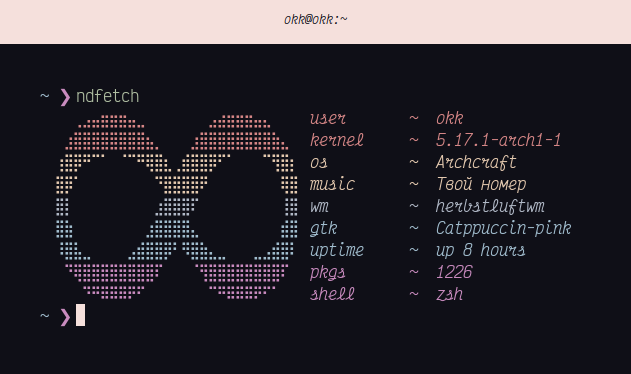 okk@okk:~
~ ❯ ndfetch
user ~ okk
kernel ~ 5.17.1-arch1-1
os ~ Archcraft
music ~ Твой номер
wm ~ herbstluftwm
gtk ~ Catppuccin-pink
uptime ~ up 8 hours
pkgs ~ 1226
shell ~ zsh
~ ❯